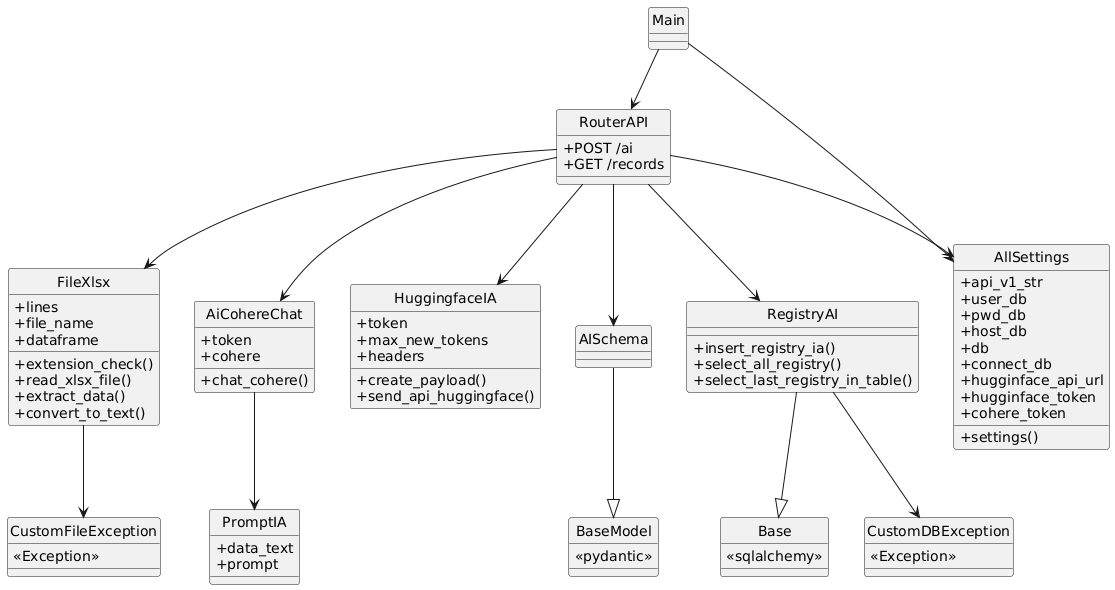 Main
RouterAPI
+POST /ai
+GET /records
FileXlsx
+lines
+file_name
+dataframe
+extension_check()
+read_xlsx_file()
+extract_data()
+convert_to_text()
AiCohereChat
+token
+cohere
+chat_cohere()
HuggingfaceIA
+token
+max_new_tokens
+headers
+create_payload()
+send_api_huggingface()
AISchema
RegistryAI
+insert_registry_ia()
+select_all_registry()
+select_last_registry_in_table()
AllSettings
+api_v1_str
+user_db
+pwd_db
+host_db
+db
+connect_db
+hugginface_api_url
+hugginface_token
+cohere_token
+settings()
CustomFileException
«Exception»
PromptIA
+data_text
+prompt
BaseModel
«pydantic»
Base
«sqlalchemy»
CustomDBException
«Exception»